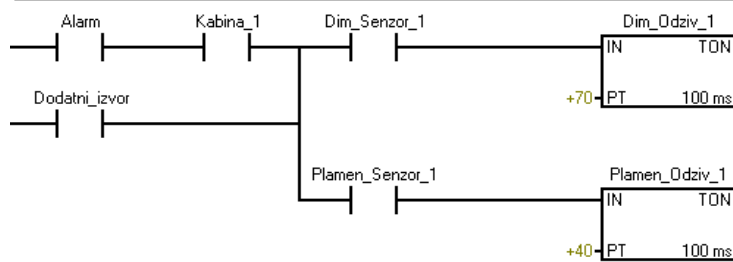 Alarm Kabina_1 Dim_Senzor_1 Dim_Odziv_1
IN TON
+70 PT 100 ms
Dodatni_izvor
Plamen_Senzor_1 Plamen_Odziv_1
IN TON
+40 PT 100 ms